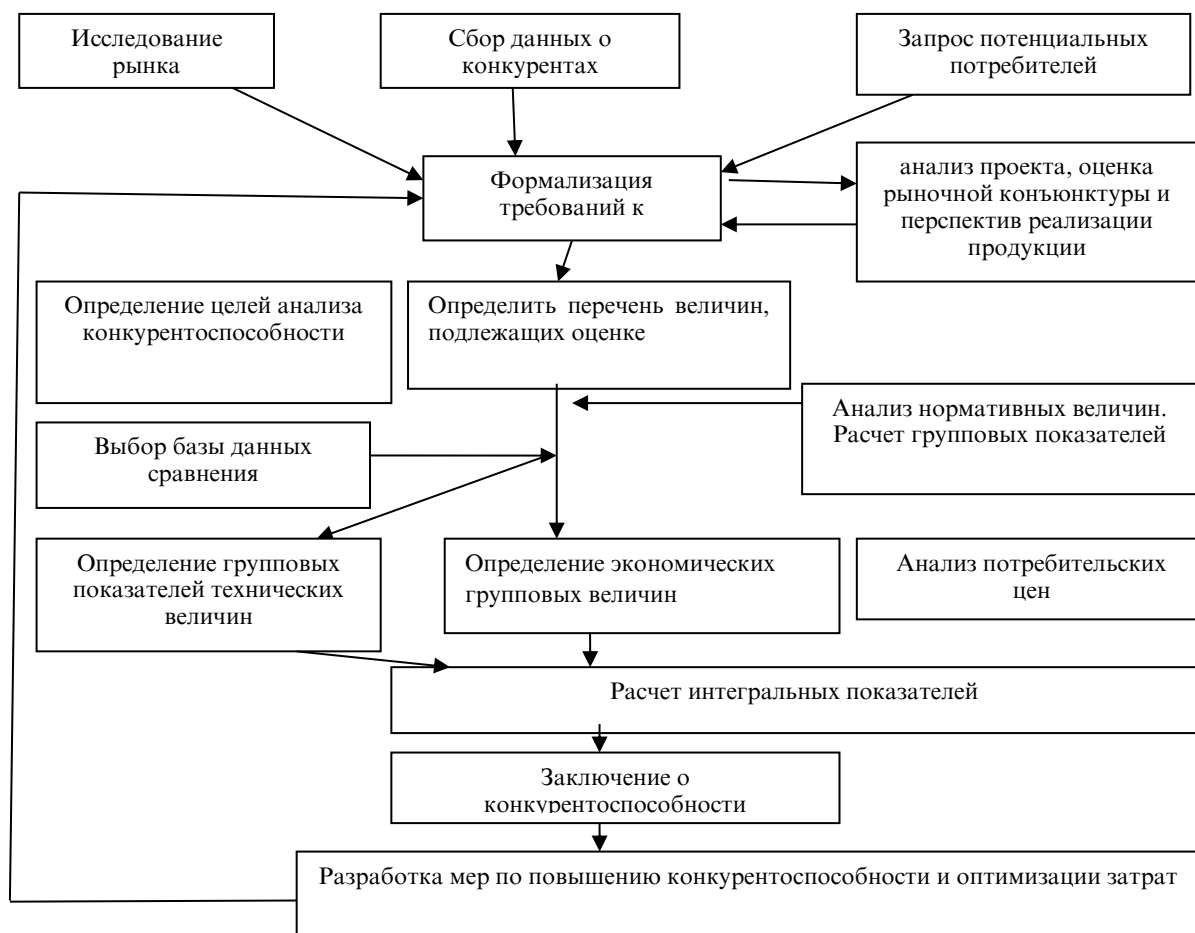 Исследование
рынка
Сбор данных о
конкурентах
Запрос потенциальных
потребителей
Формализация
требований к
анализ проекта, оценка
рыночной конъюнктуры и
перспектив реализации
продукции
Определение целей анализа
конкурентоспособности
Определить перечень величин,
подлежащих оценке
Анализ нормативных величин.
Расчет групповых показателей
Выбор базы данных
сравнения
Определение групповых
показателей технических
величин
Определение экономических
групповых величин
Анализ потребительских
цен
Расчет интегральных показателей
Заключение о
конкурентоспособности
Разработка мер по повышению конкурентоспособности и оптимизации затрат